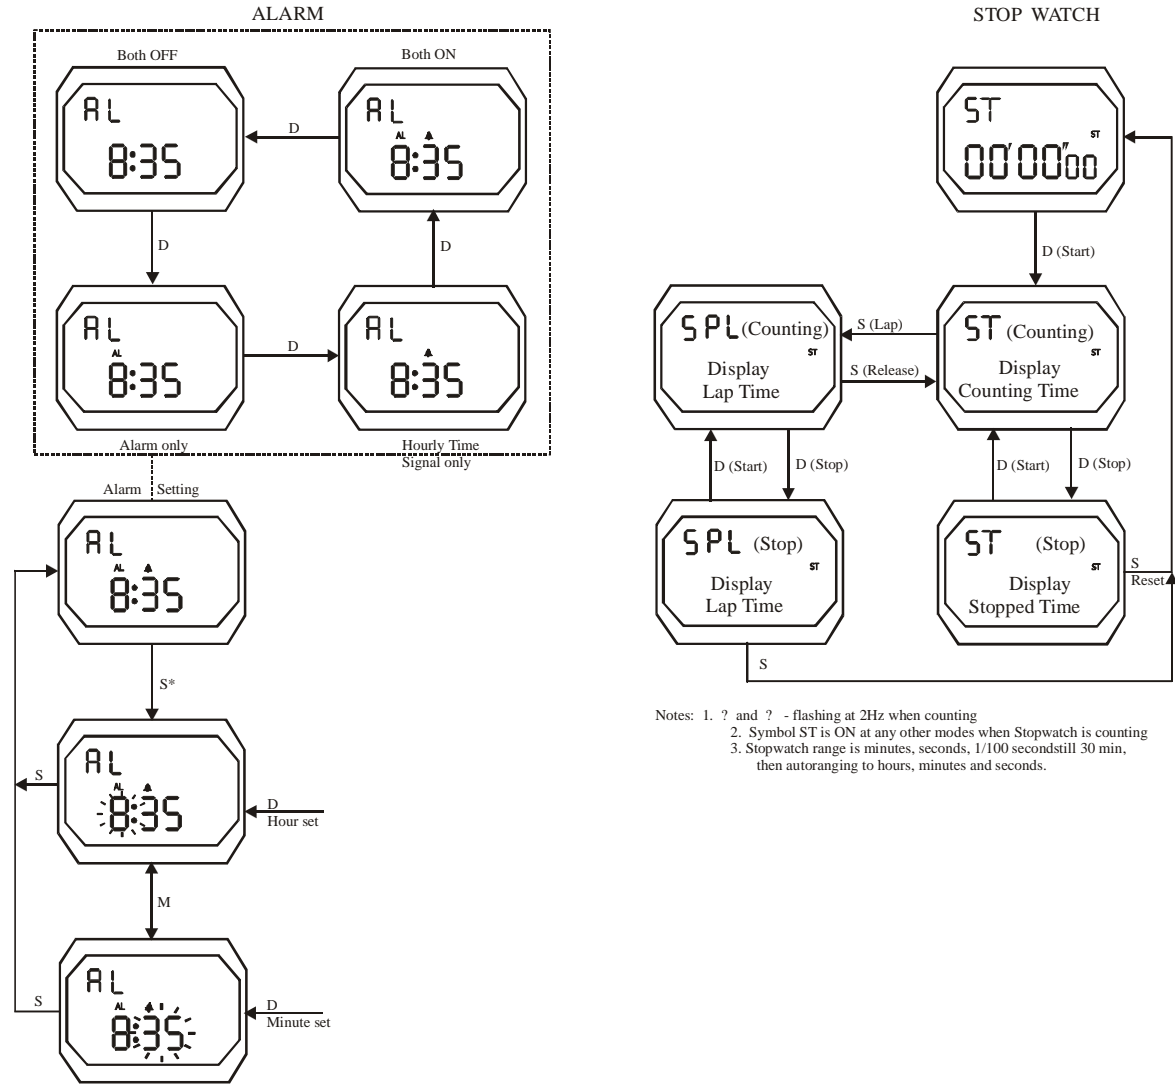 ALARM
Both OFF
Both ON
AL
8:35
D
AL
AL
8:35
D
D
AL
AL
8:35
D
AL
8:35
Alarm only
Hourly Time
Signal only
Alarm Setting
AL
AL
8:35
S*
AL
AL
8:35
S
D
Hour set
M
AL
AL
8:35
S
D
Minute set
STOP WATCH
ST
ST
00'00"00
D (Start)
SPL (Counting)
ST
Display
Lap Time
S (Lap)
S (Release)
ST (Counting)
ST
Display
Counting Time
D (Start)
D (Stop)
D (Start)
D (Stop)
SPL (Stop)
ST
Display
Lap Time
ST (Stop)
ST
Display
Stopped Time
S
Reset
S
Notes: 1. ? and ? - flashing at 2Hz when counting
2. Symbol ST is ON at any other modes when Stopwatch is counting
3. Stopwatch range is minutes, seconds, 1/100 secondstill 30 min,
then autoranging to hours, minutes and seconds.